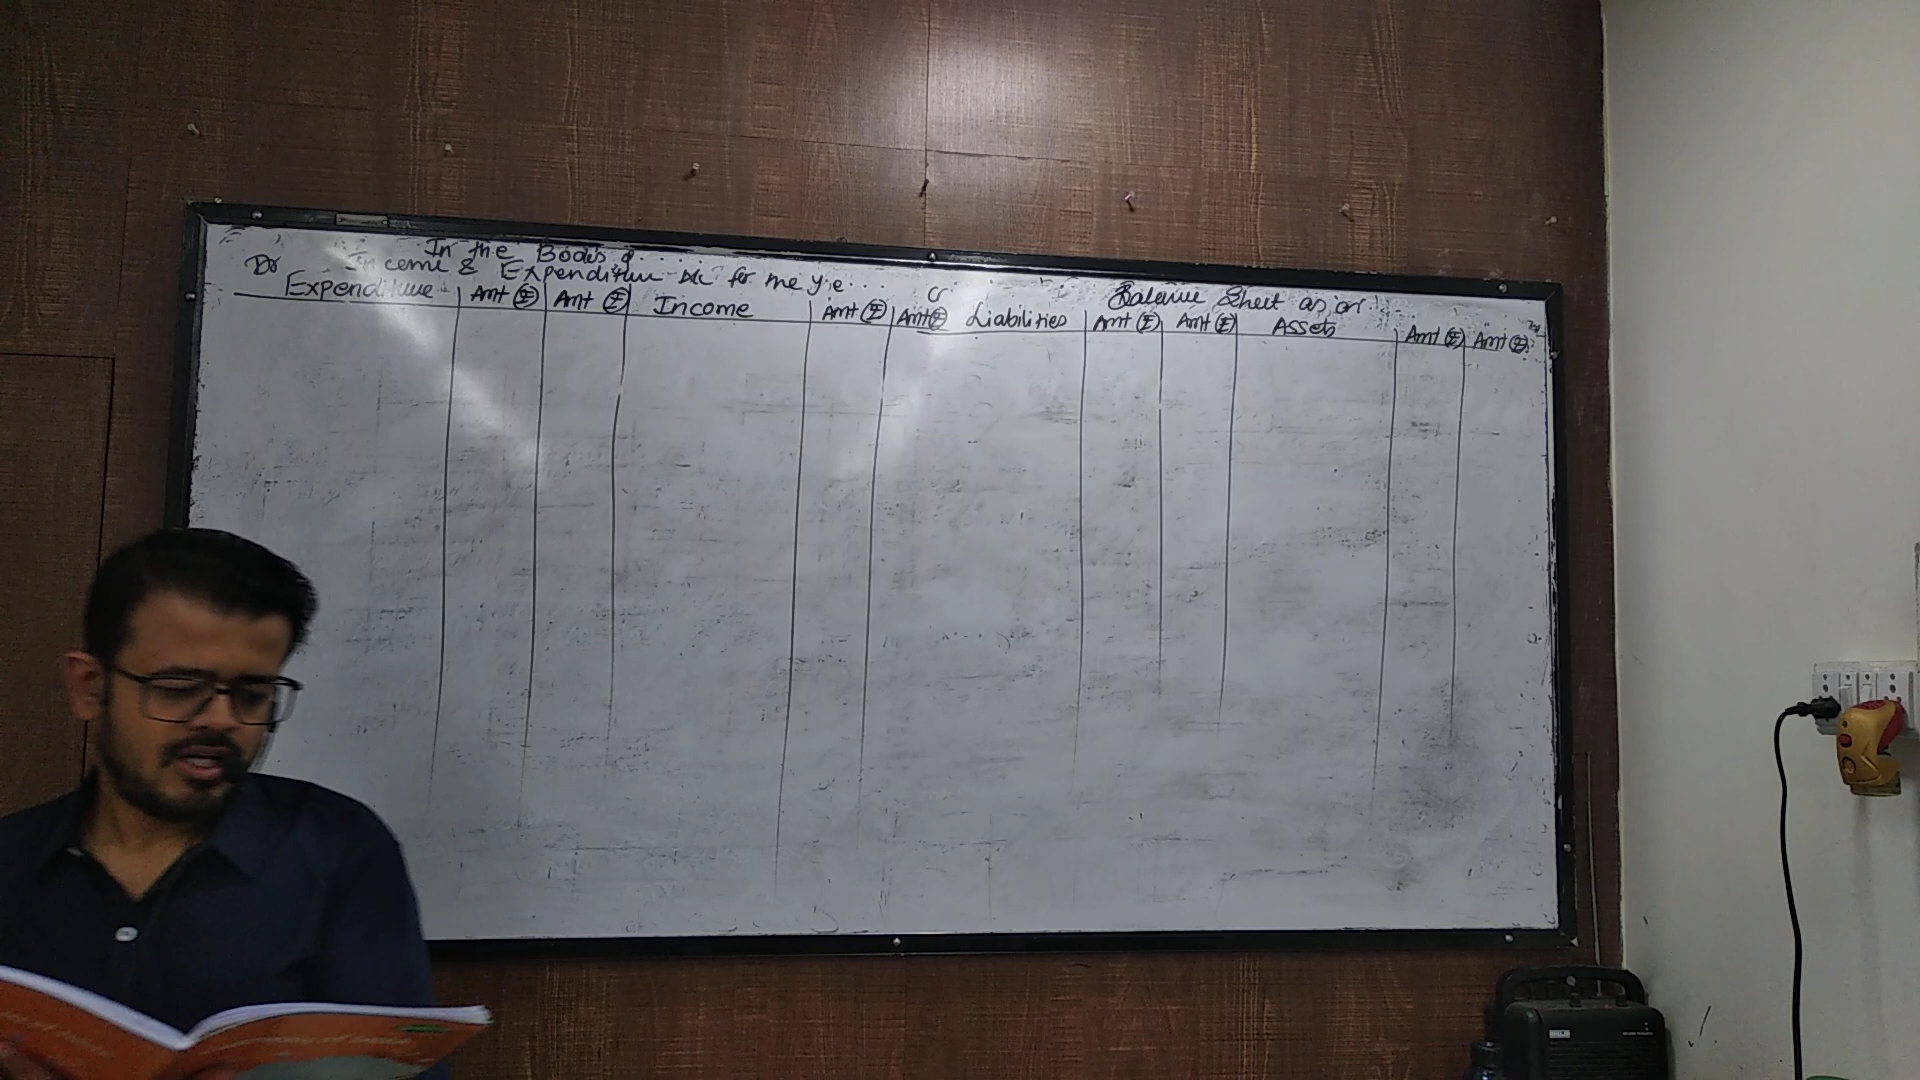 In the Books of ....
Dr Income & Expenditure A/c for the y.e... Cr
Expenditure Amt (₹) Amt (₹) Income Amt (₹) Amt (₹)
Balance Sheet as on ...
Liabilities Amt (₹) Amt (₹) Assets Amt (₹) Amt (₹)